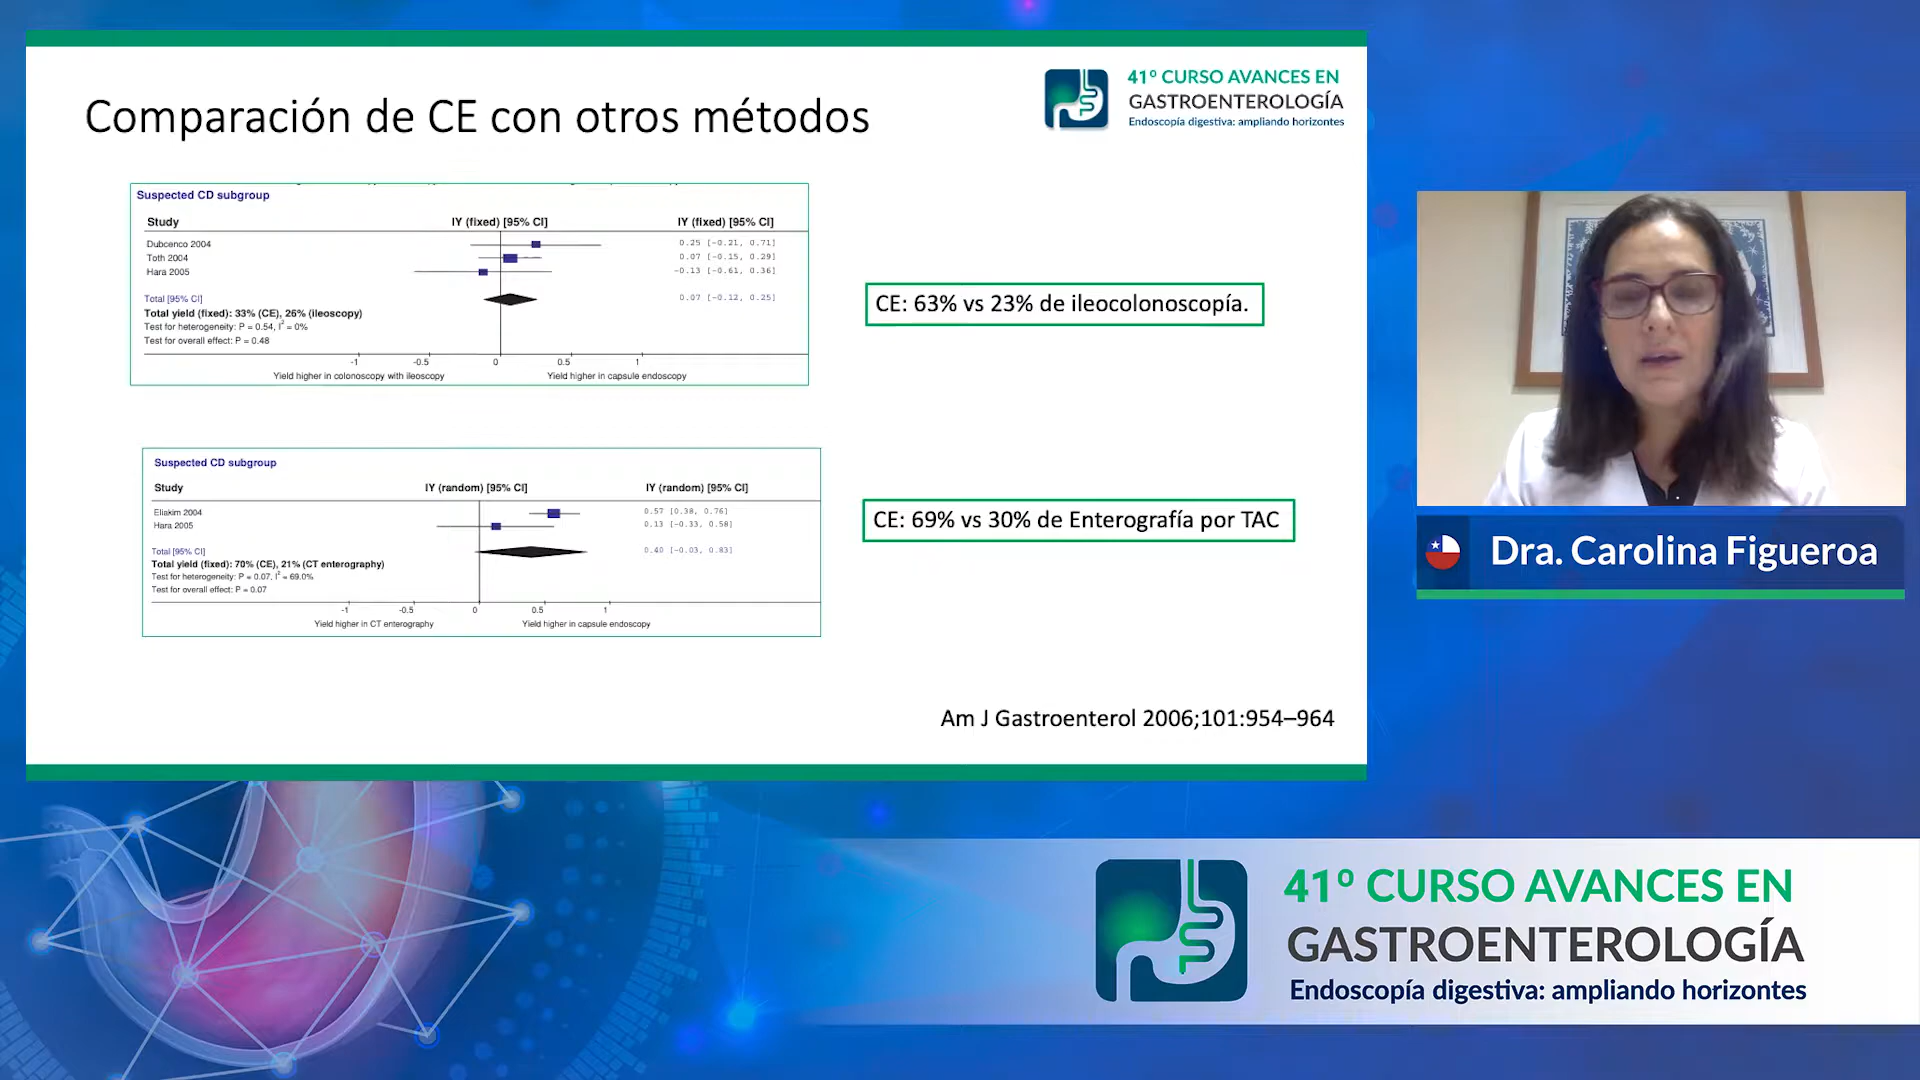 Comparación de CE con otros métodos
41º CURSO AVANCES EN
GASTROENTEROLOGÍA
Endoscopía digestiva: ampliando horizontes
Suspected CD subgroup
Study IY (fixed) [95% CI] IY (fixed) [95% CI]
Dubcenco 2004 0.25 [-0.21, 0.71]
Toth 2004 0.07 [-0.15, 0.29]
Hara 2005 -0.13 [-0.61, 0.36]
Total [95% CI] 0.07 [-0.12, 0.25]
Total yield (fixed): 33% (CE), 26% (ileoscopy)
Test for heterogeneity: P = 0.54, I² = 0%
Test for overall effect: P = 0.48
-1 -0.5 0 0.5 1
Yield higher in colonoscopy with ileoscopy Yield higher in capsule endoscopy
CE: 63% vs 23% de ileocolonoscopía.
Suspected CD subgroup
Study IY (random) [95% CI] IY (random) [95% CI]
Eliakim 2004 0.57 [0.38, 0.76]
Hara 2005 0.13 [-0.33, 0.58]
Total [95% CI] 0.40 [-0.03, 0.83]
Total yield (fixed): 70% (CE), 21% (CT enterography)
Test for heterogeneity: P = 0.07, I² = 69.0%
Test for overall effect: P = 0.07
-1 -0.5 0 0.5 1
Yield higher in CT enterography Yield higher in capsule endoscopy
CE: 69% vs 30% de Enterografía por TAC
Am J Gastroenterol 2006;101:954–964
Dra. Carolina Figueroa
41º CURSO AVANCES EN
GASTROENTEROLOGÍA
Endoscopía digestiva: ampliando horizontes